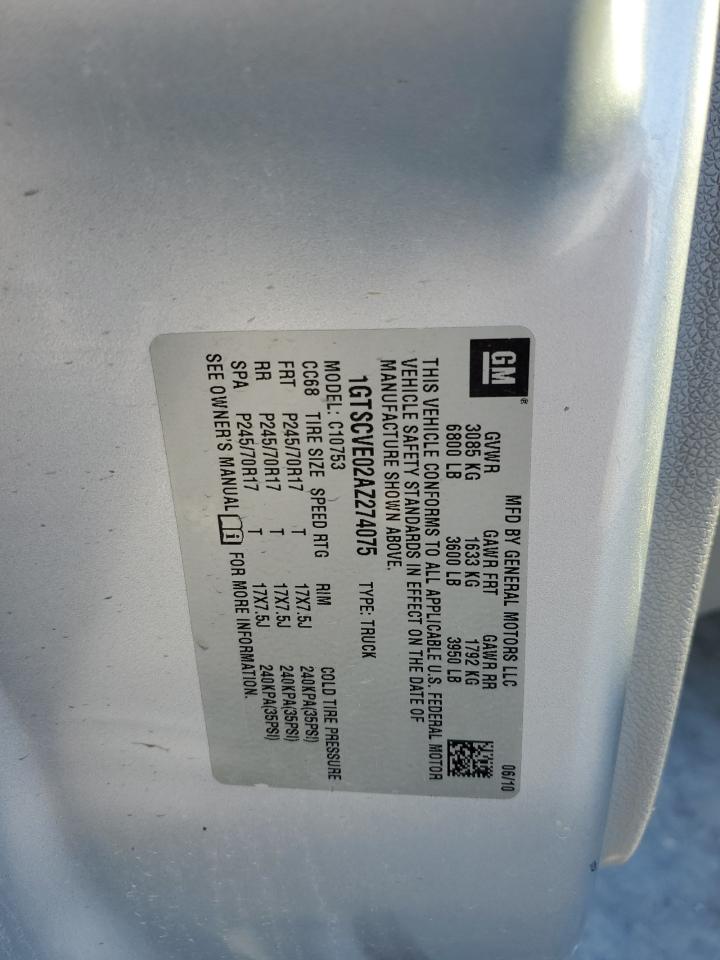 GM®
MFD BY GENERAL MOTORS LLC 06/10
GVWR GAWR FRT GAWR RR
3085 KG 1633 KG 1792 KG
6800 LB 3600 LB 3950 LB
THIS VEHICLE CONFORMS TO ALL APPLICABLE U.S. FEDERAL MOTOR
VEHICLE SAFETY STANDARDS IN EFFECT ON THE DATE OF
MANUFACTURE SHOWN ABOVE.
1GTSCVE02AZ274075 TYPE: TRUCK
MODEL: C10753
CC68 TIRE SIZE SPEED RTG RIM COLD TIRE PRESSURE
FRT P245/70R17 T 17X7.5J 240KPA(35PSI)
RR P245/70R17 T 17X7.5J 240KPA(35PSI)
SPA P245/70R17 T 17X7.5J 240KPA(35PSI)
SEE OWNER'S MANUAL i FOR MORE INFORMATION.